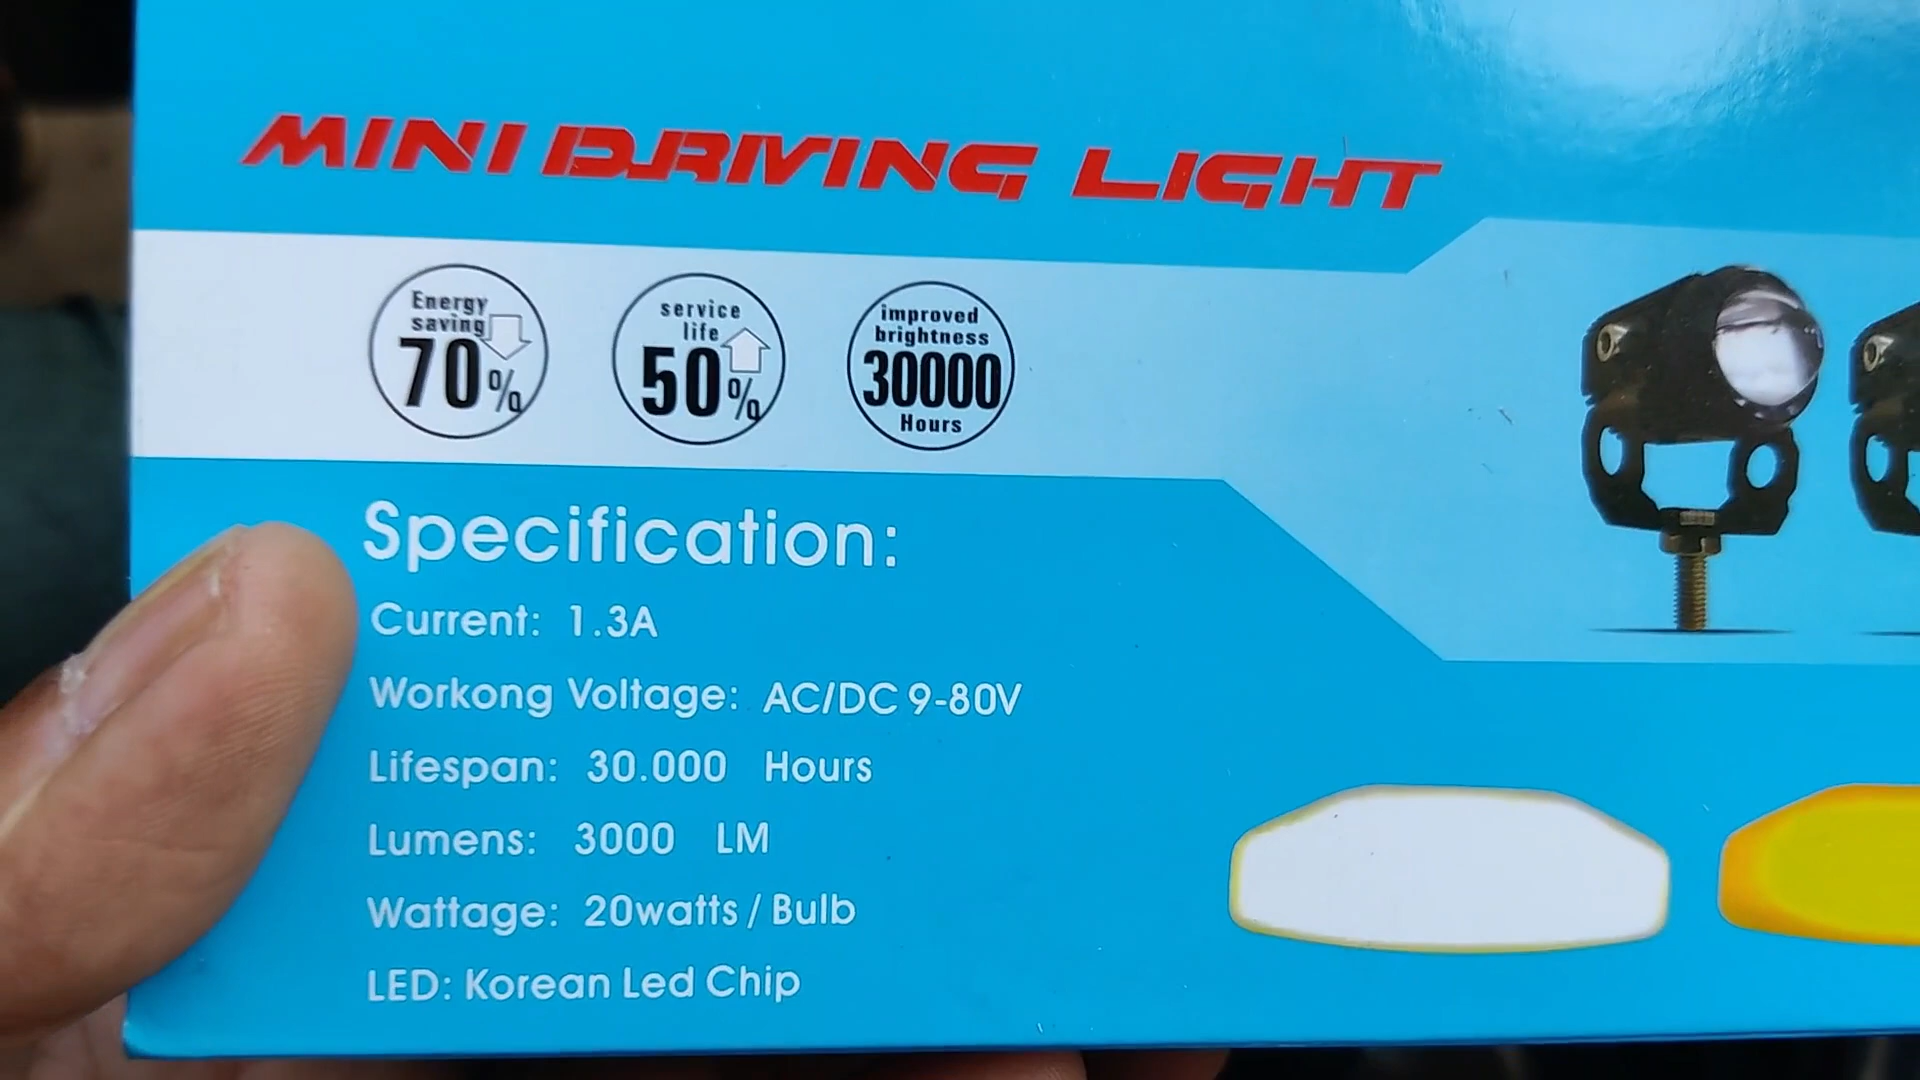 MINI DRIVING LIGHT
Energy
saving
70%
service
life
50%
improved
brightness
30000
Hours
Specification:
Current: 1.3A
Workong Voltage: AC/DC 9-80V
Lifespan: 30.000 Hours
Lumens: 3000 LM
Wattage: 20watts / Bulb
LED: Korean Led Chip